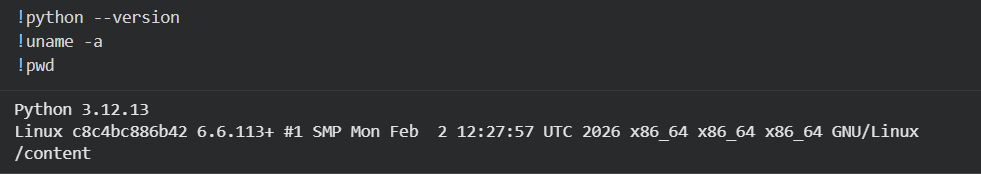 !python --version
!uname -a
!pwd
Python 3.12.13
Linux c8c4bc886b42 6.6.113+ #1 SMP Mon Feb  2 12:27:57 UTC 2026 x86_64 x86_64 x86_64 GNU/Linux
/content